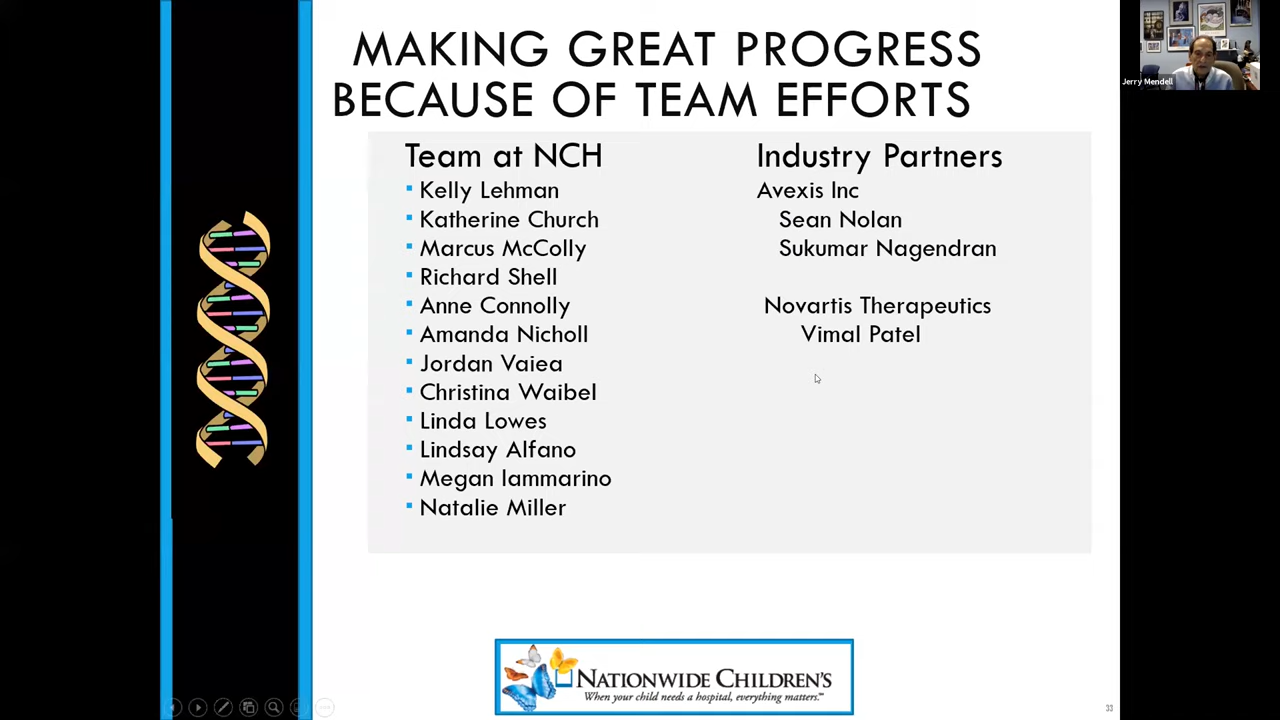 MAKING GREAT PROGRESS
BECAUSE OF TEAM EFFORTS
Team at NCH
Kelly Lehman
Katherine Church
Marcus McColly
Richard Shell
Anne Connolly
Amanda Nicholl
Jordan Vaiea
Christina Waibel
Linda Lowes
Lindsay Alfano
Megan Iammarino
Natalie Miller
Industry Partners
Avexis Inc
Sean Nolan
Sukumar Nagendran
Novartis Therapeutics
Vimal Patel
NATIONWIDE CHILDREN'S
When your child needs a hospital, everything matters.℠
33
Jerry Mendell